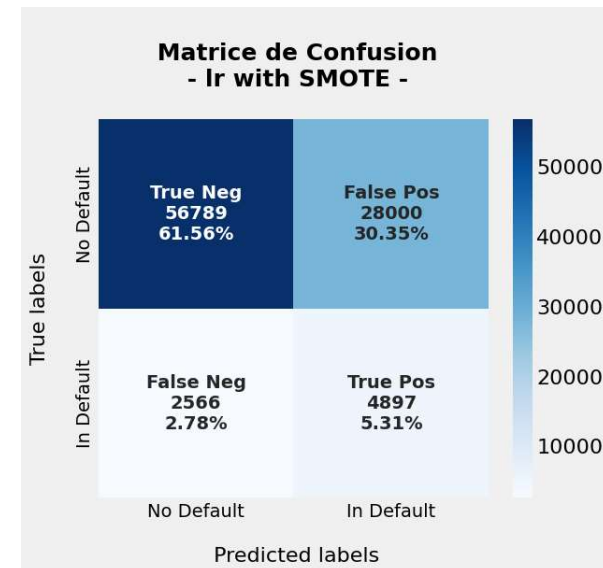 Matrice de Confusion
- lr with SMOTE -
True labels
No Default
In Default
True Neg
56789
61.56%
False Pos
28000
30.35%
False Neg
2566
2.78%
True Pos
4897
5.31%
No Default
In Default
Predicted labels
50000
40000
30000
20000
10000